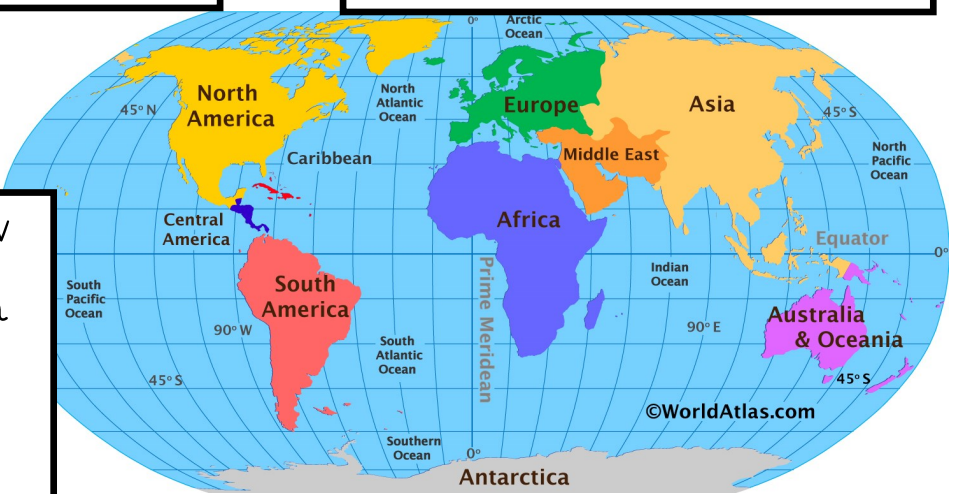 0°
Arctic
Ocean
North
America
45° N
North
Atlantic
Ocean
Europe
Asia
45° S
Caribbean
Middle East
North
Pacific
Ocean
Central
America
Africa
Equator
0°
South
Pacific
Ocean
South
America
Prime Meridean
Indian
Ocean
90° W
South
Atlantic
Ocean
90° E
Australia
& Oceania
45° S
45° S
©WorldAtlas.com
Southern
Ocean
0°
Antarctica